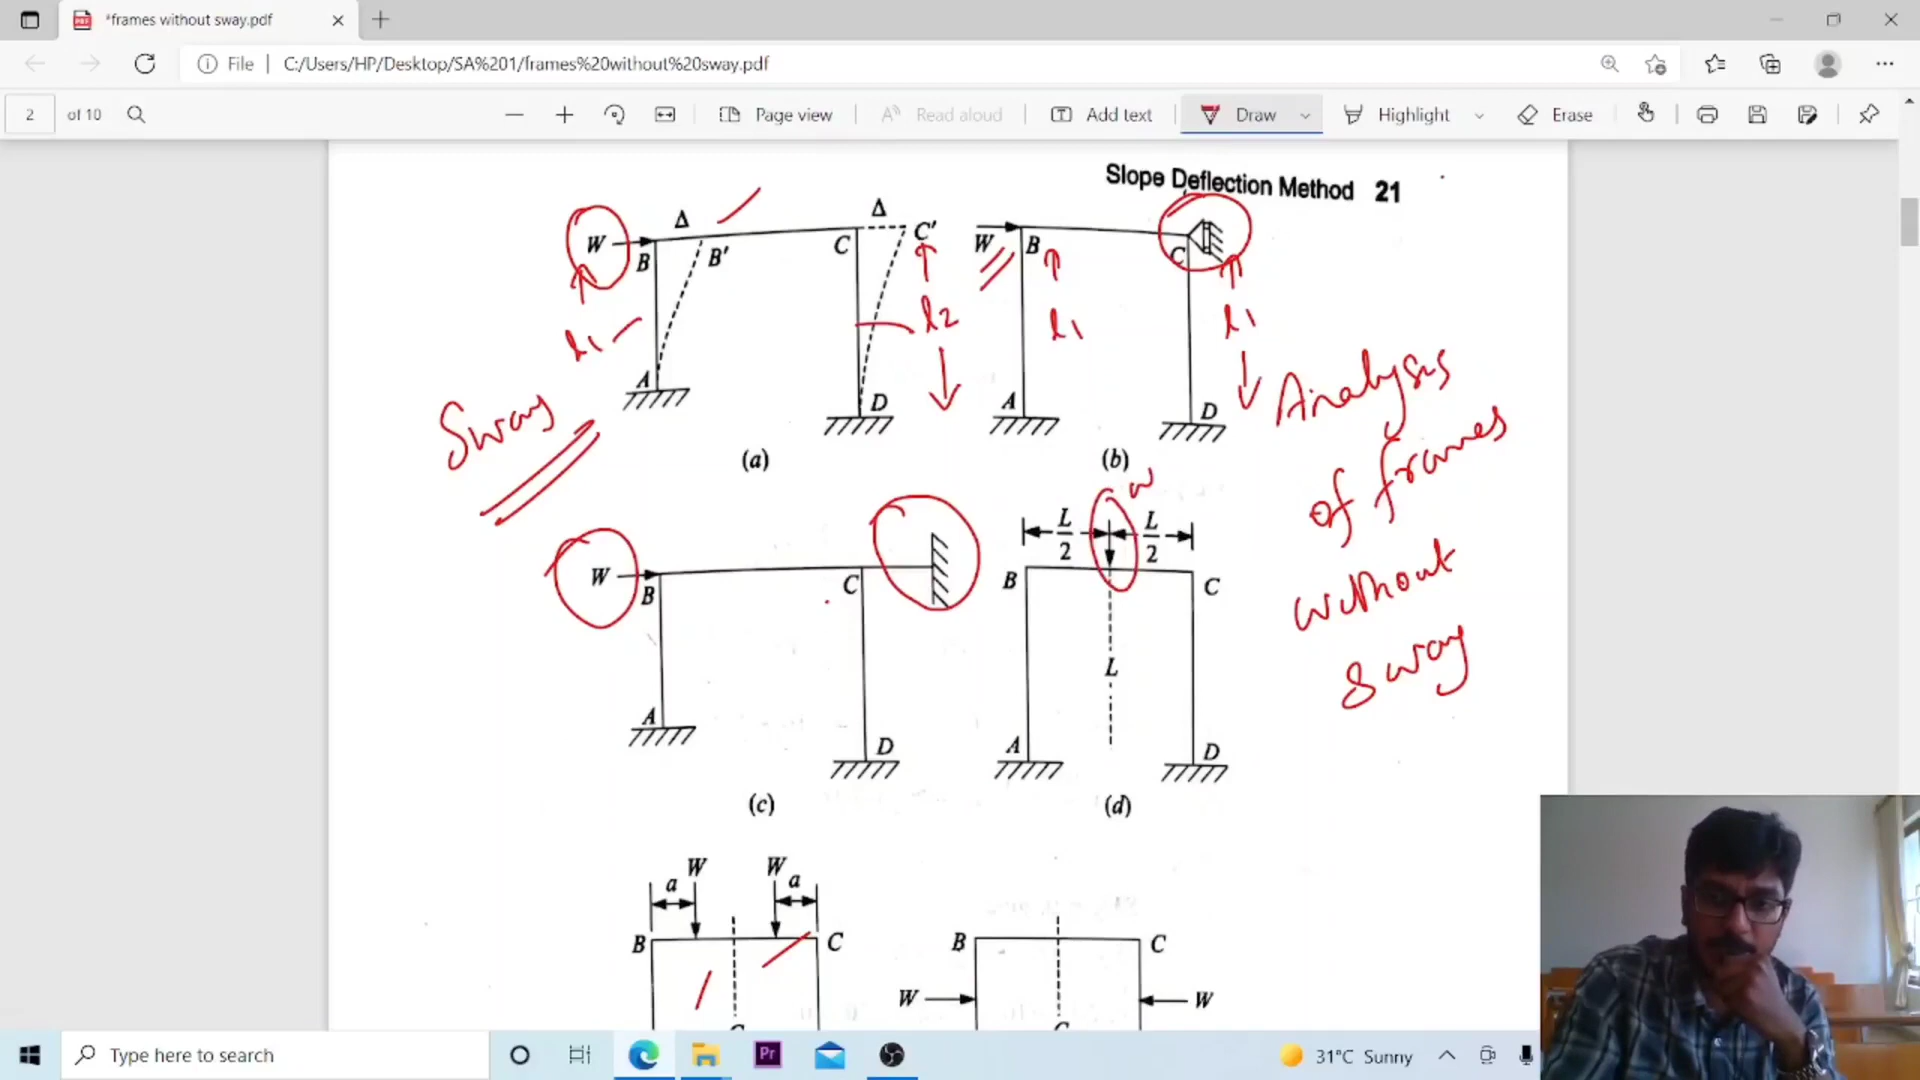 *frames without sway.pdf
File | C:/Users/HP/Desktop/SA%201/frames%20without%20sway.pdf
2 of 10
Page view
Read aloud
Add text
Draw
Highlight
Erase
Slope Deflection Method 21
W Δ Δ
B B' C C'
l1 l2
A D
(a)
W B C
l1 l1
A D
(b)
Sway
Analysis
of frames
without
sway
W B C
A D
(c)
w
L/2 L/2
B C
L
A D
(d)
W W
a a
B C
B C
W W
Type here to search
Pr
31°C Sunny